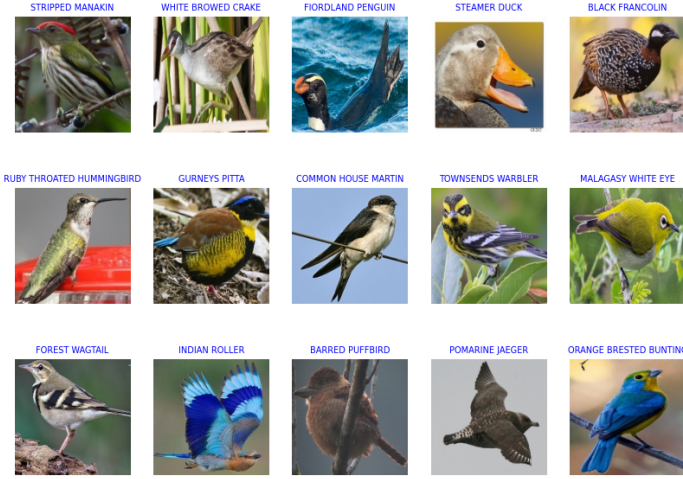 STRIPPED MANAKIN
WHITE BROWED CRAKE
FIORDLAND PENGUIN
STEAMER DUCK
BLACK FRANCOLIN
RUBY THROATED HUMMINGBIRD
GURNEYS PITTA
COMMON HOUSE MARTIN
TOWNSENDS WARBLER
MALAGASY WHITE EYE
FOREST WAGTAIL
INDIAN ROLLER
BARRED PUFFBIRD
POMARINE JAEGER
ORANGE BRESTED BUNTING